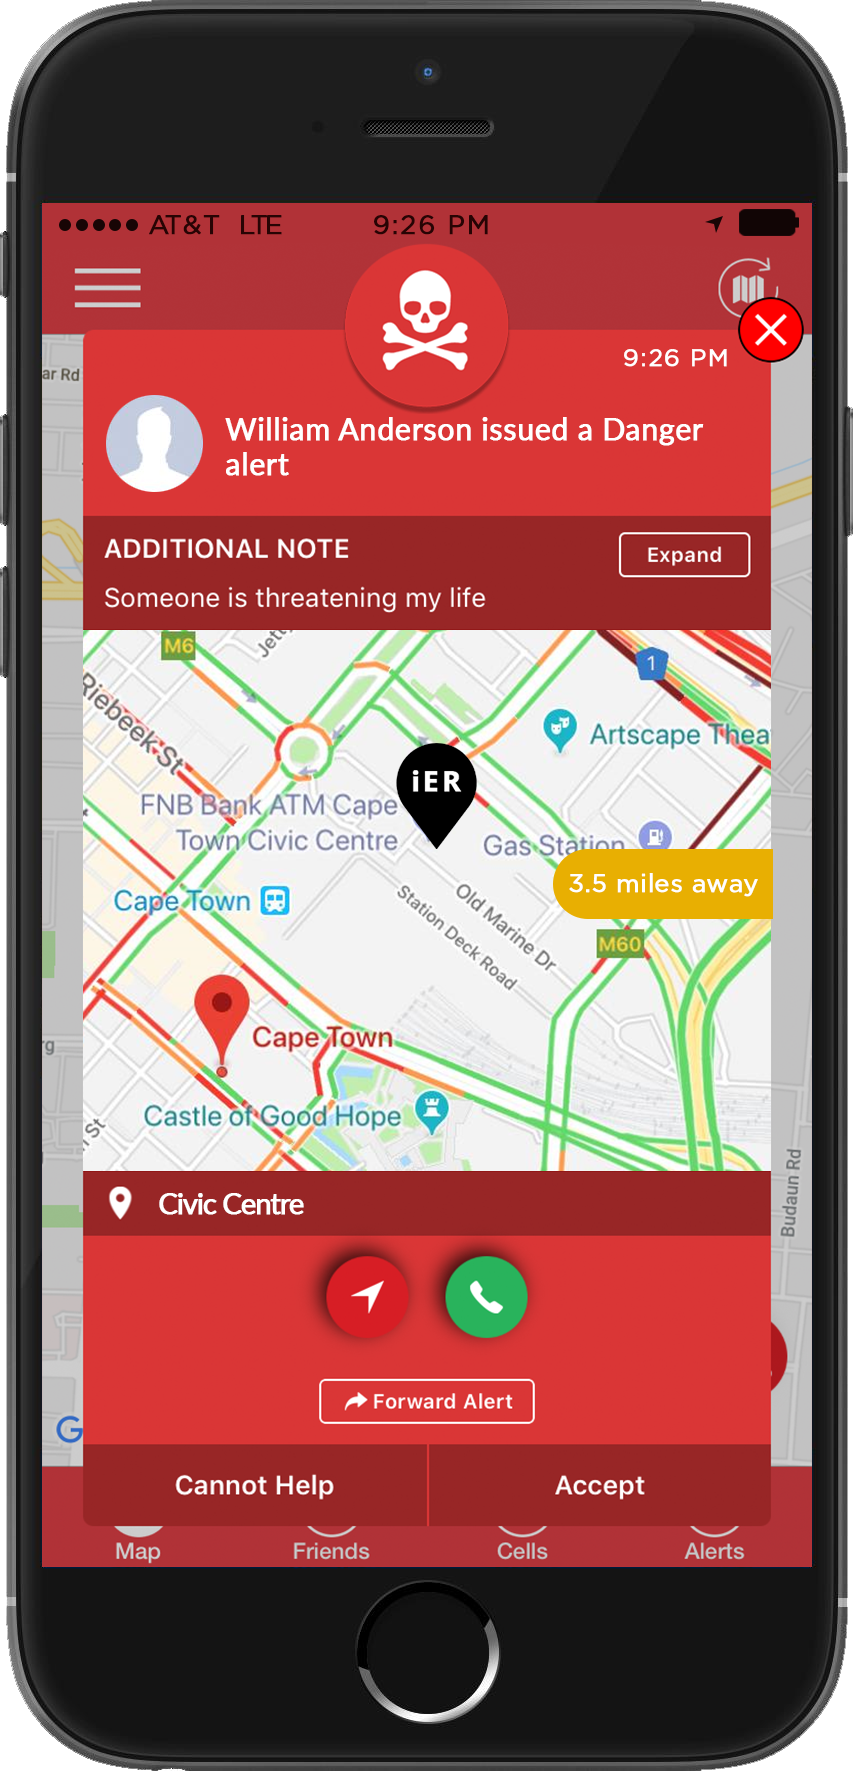 AT&T LTE 9:26 PM
9:26 PM
William Anderson issued a Danger
alert
ADDITIONAL NOTE
Expand
Someone is threatening my life
ar Rd
M6
Jetty
1
Riebeek St
Artscape Thea
iER
FNB Bank ATM Cape
Town Civic Centre
Gas Station
3.5 miles away
Cape Town
Old Marine Dr
Station Deck Road
M60
rg
Cape Town
Castle of Good Hope
St
Budaun Rd
Civic Centre
Forward Alert
G
Cannot Help
Accept
Map
Friends
Cells
Alerts